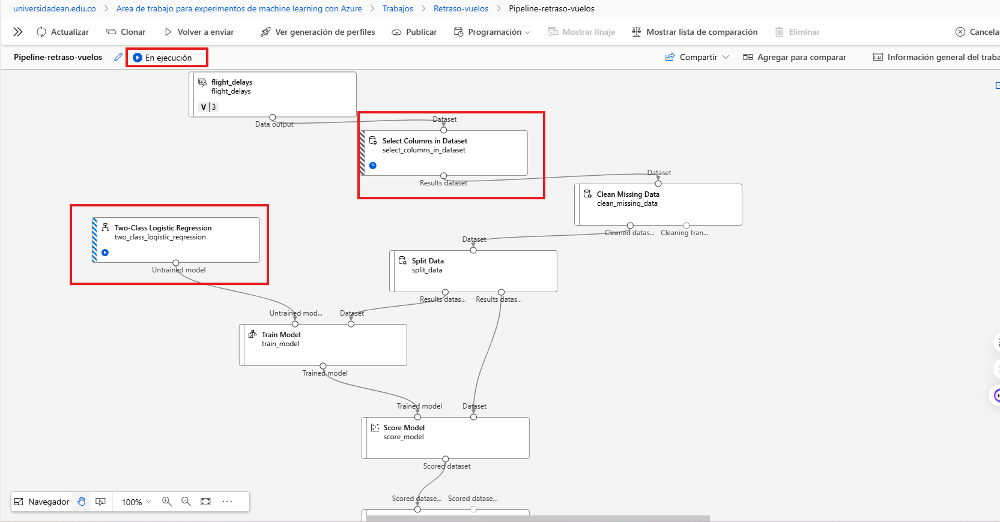 universidadean.edu.co > Area de trabajo para experimentos de machine learning con Azure > Trabajos > Retraso-vuelos > Pipeline-retraso-vuelos
Actualizar Clonar Volver a enviar Ver generación de perfiles Publicar Programación Mostrar linaje Mostrar lista de comparación Eliminar Cancela
Pipeline-retraso-vuelos En ejecución Compartir Agregar para comparar Información general del traba
flight_delays
flight_delays
V 3
Data output
Dataset
Select Columns in Dataset
select_columns_in_dataset
Results dataset
Dataset
Clean Missing Data
clean_missing_data
Cleaned datas... Cleaning tran...
Two-Class Logistic Regression
two_class_logistic_regression
Untrained model
Dataset
Split Data
split_data
Results datas... Results datas...
Untrained mod... Dataset
Train Model
train_model
Trained model
Trained model Dataset
Score Model
score_model
Scored dataset
Scored datase... Scored datase...
Navegador 100%